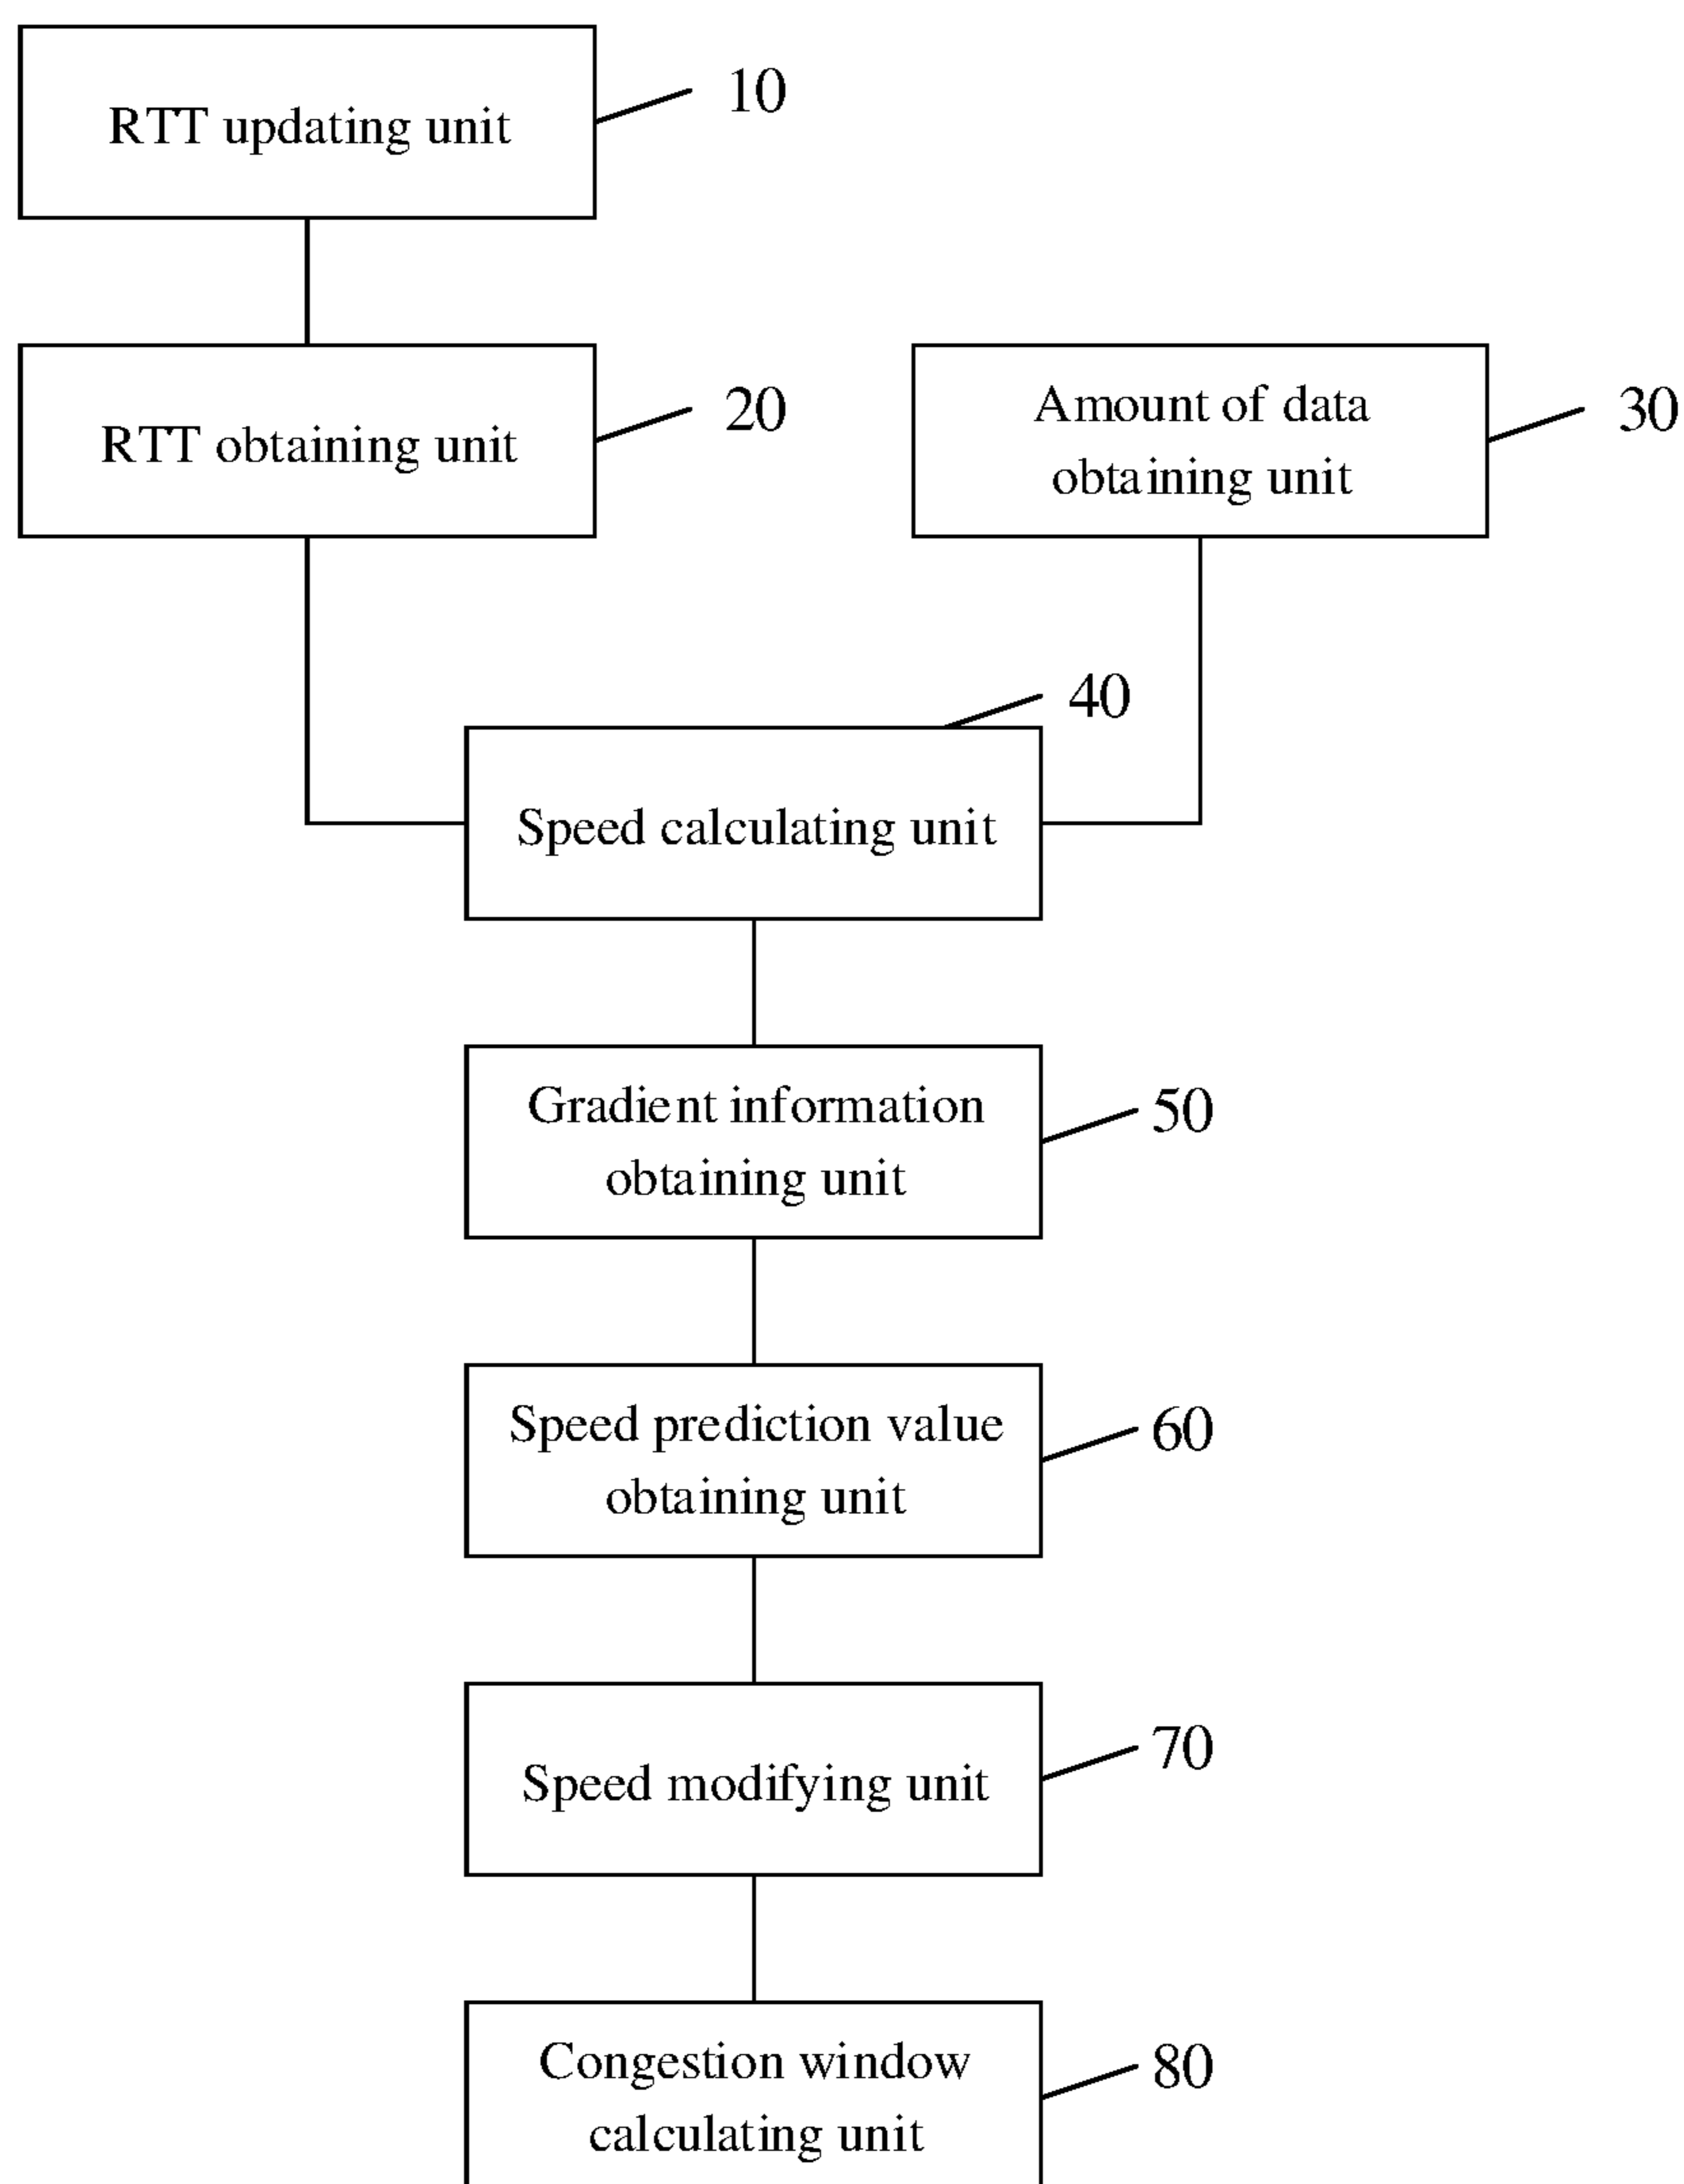 RTT updating unit
10
RTT obtaining unit
20
Amount of data
obtaining unit
30
40
Speed calculating unit
Gradient information
obtaining unit
50
Speed prediction value
obtaining unit
60
Speed modifying unit
70
Congestion window
calculating unit
80